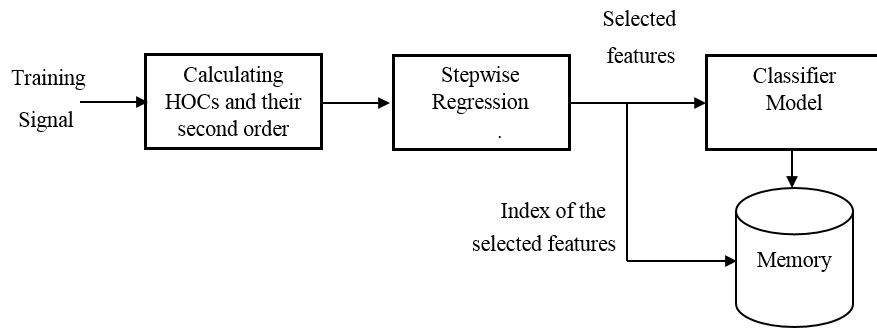 Training
Signal
Calculating
HOCs and their
second order
Stepwise
Regression
.
Selected
features
Classifier
Model
Index of the
selected features
Memory